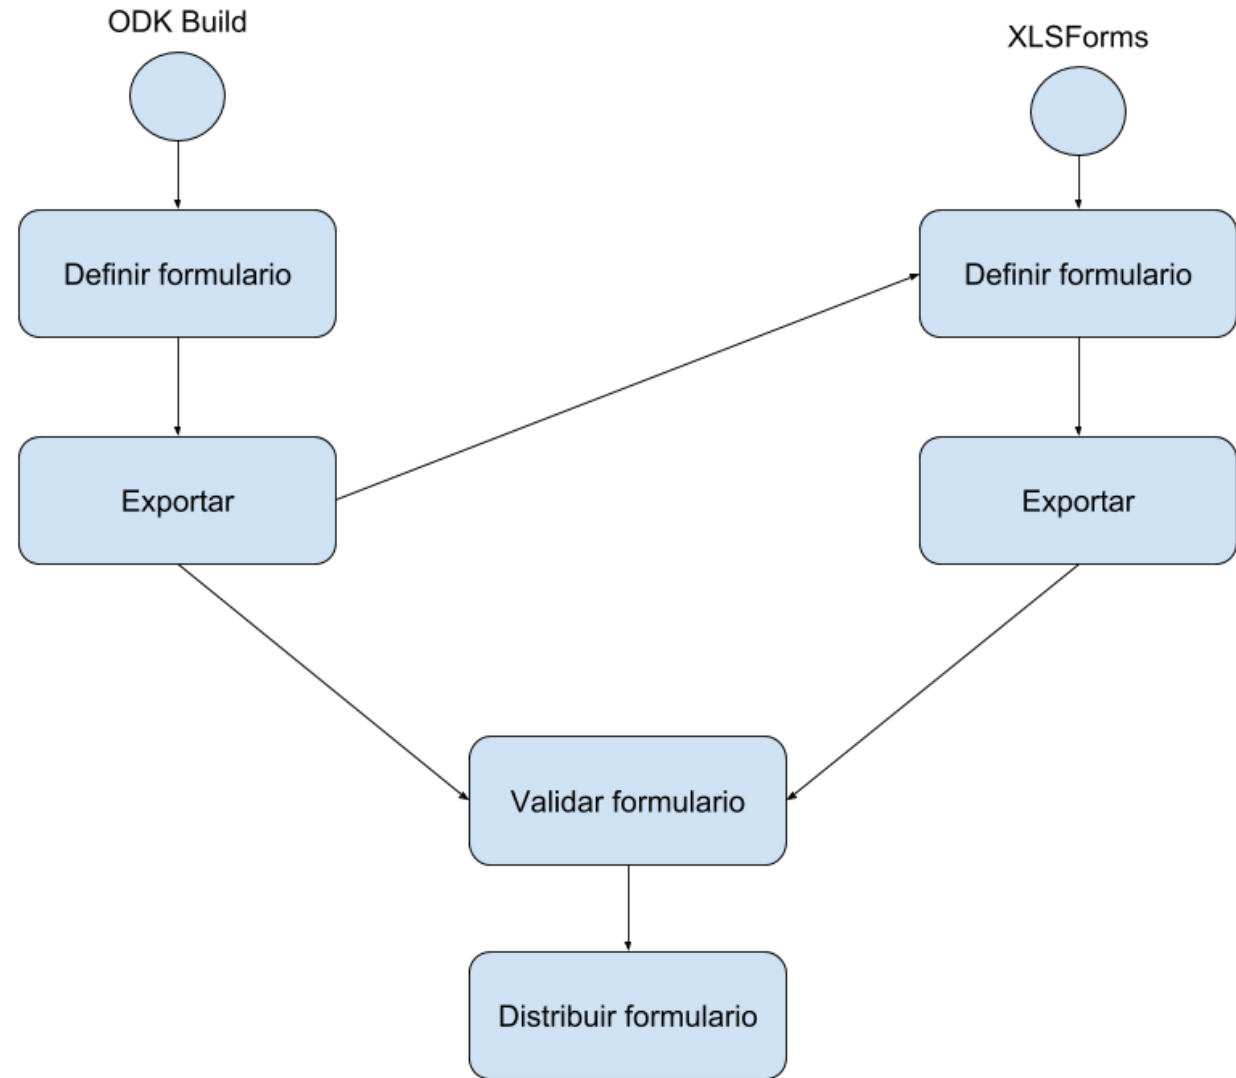 ODK Build
XLSForms
Definir formulario
Definir formulario
Exportar
Exportar
Validar formulario
Distribuir formulario